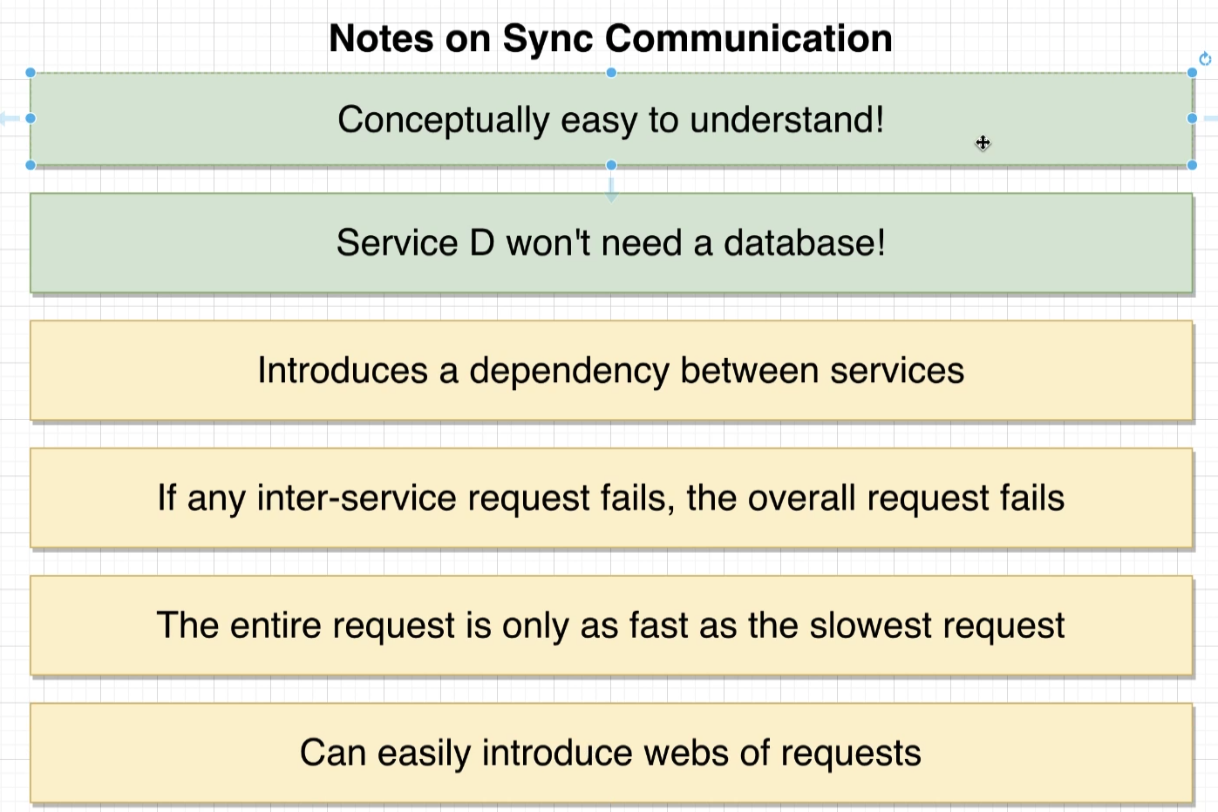 Notes on Sync Communication
Conceptually easy to understand!
Service D won't need a database!
Introduces a dependency between services
If any inter-service request fails, the overall request fails
The entire request is only as fast as the slowest request
Can easily introduce webs of requests